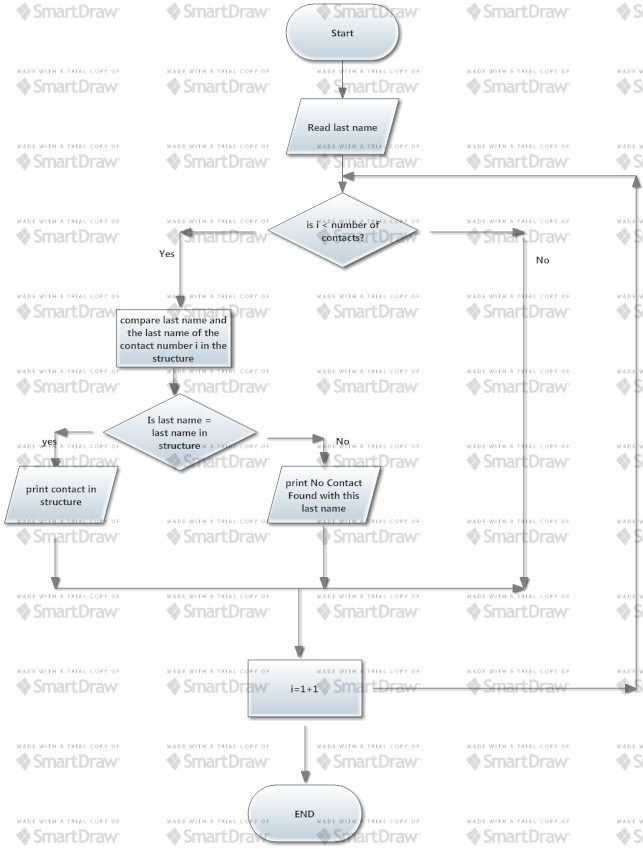 Start
Read last name
is i < number of
contacts?
Yes
No
compare last name and
the last name of the
contact number i in the
structure
Is last name =
last name in
structure
yes
No
print contact in
structure
print No Contact
Found with this
last name
i=1+1
END
MADE WITH A TRIAL COPY OF
SmartDraw